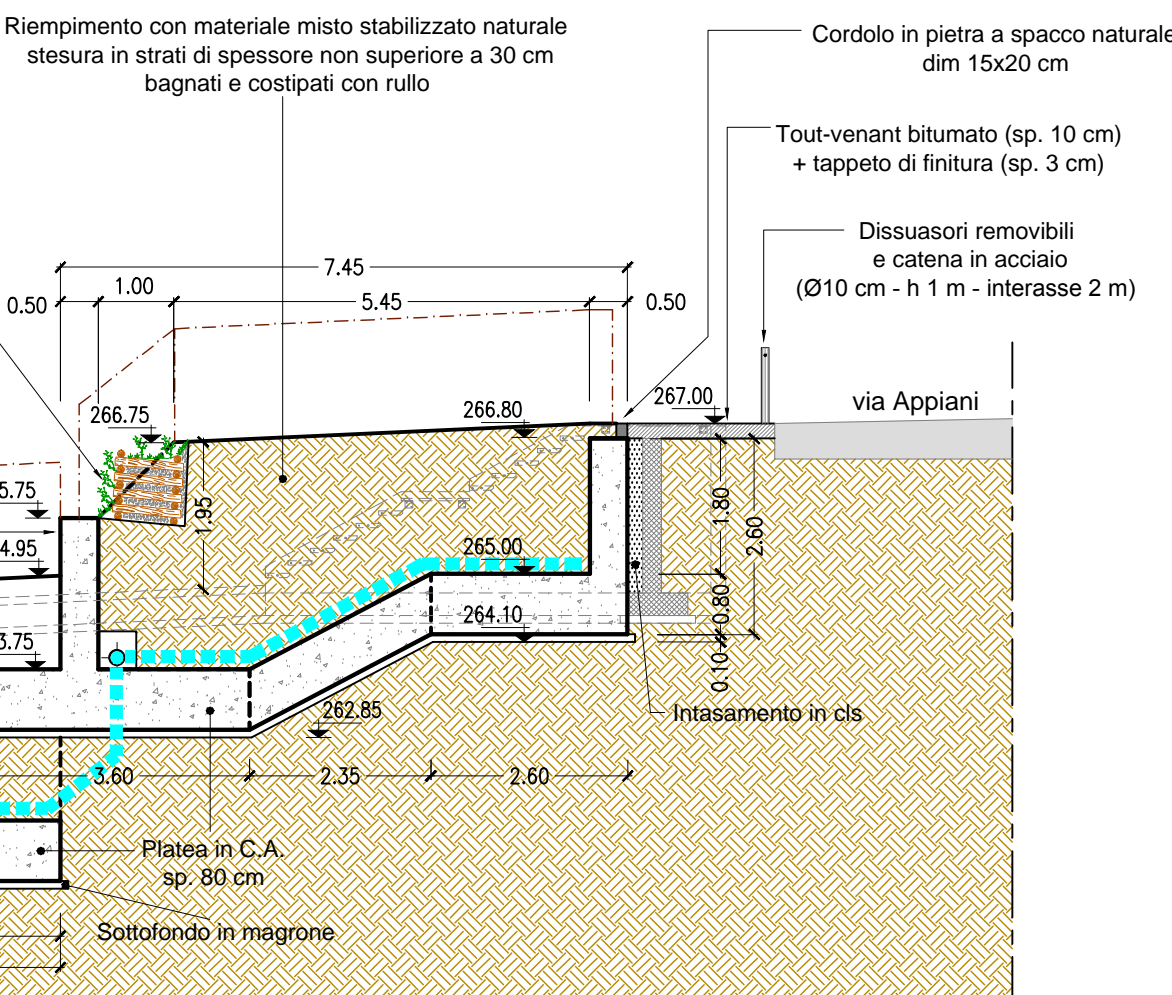 Riempimento con materiale misto stabilizzato naturale
stesura in strati di spessore non superiore a 30 cm
bagnati e costipati con rullo
Cordolo in pietra a spacco naturale
dim 15x20 cm
Tout-venant bitumato (sp. 10 cm)
+ tappeto di finitura (sp. 3 cm)
Dissuasori removibili
e catena in acciaio
(Ø10 cm - h 1 m - interasse 2 m)
7.45
0.50
1.00
5.45
0.50
266.75
266.80
267.00
via Appiani
5.75
1.95
1.80
2.60
4.95
265.00
0.80
264.10
3.75
0.10
262.85
Intasamento in cls
3.60
2.35
2.60
Platea in C.A.
sp. 80 cm
Sottofondo in magrone